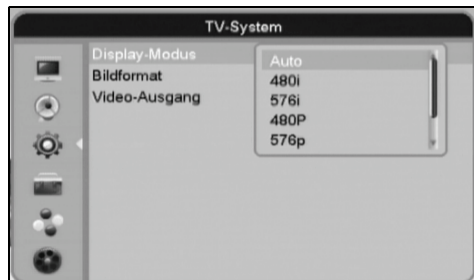 TV-System
Display-Modus
Bildformat
Video-Ausgang
Auto
480i
576i
480P
576p